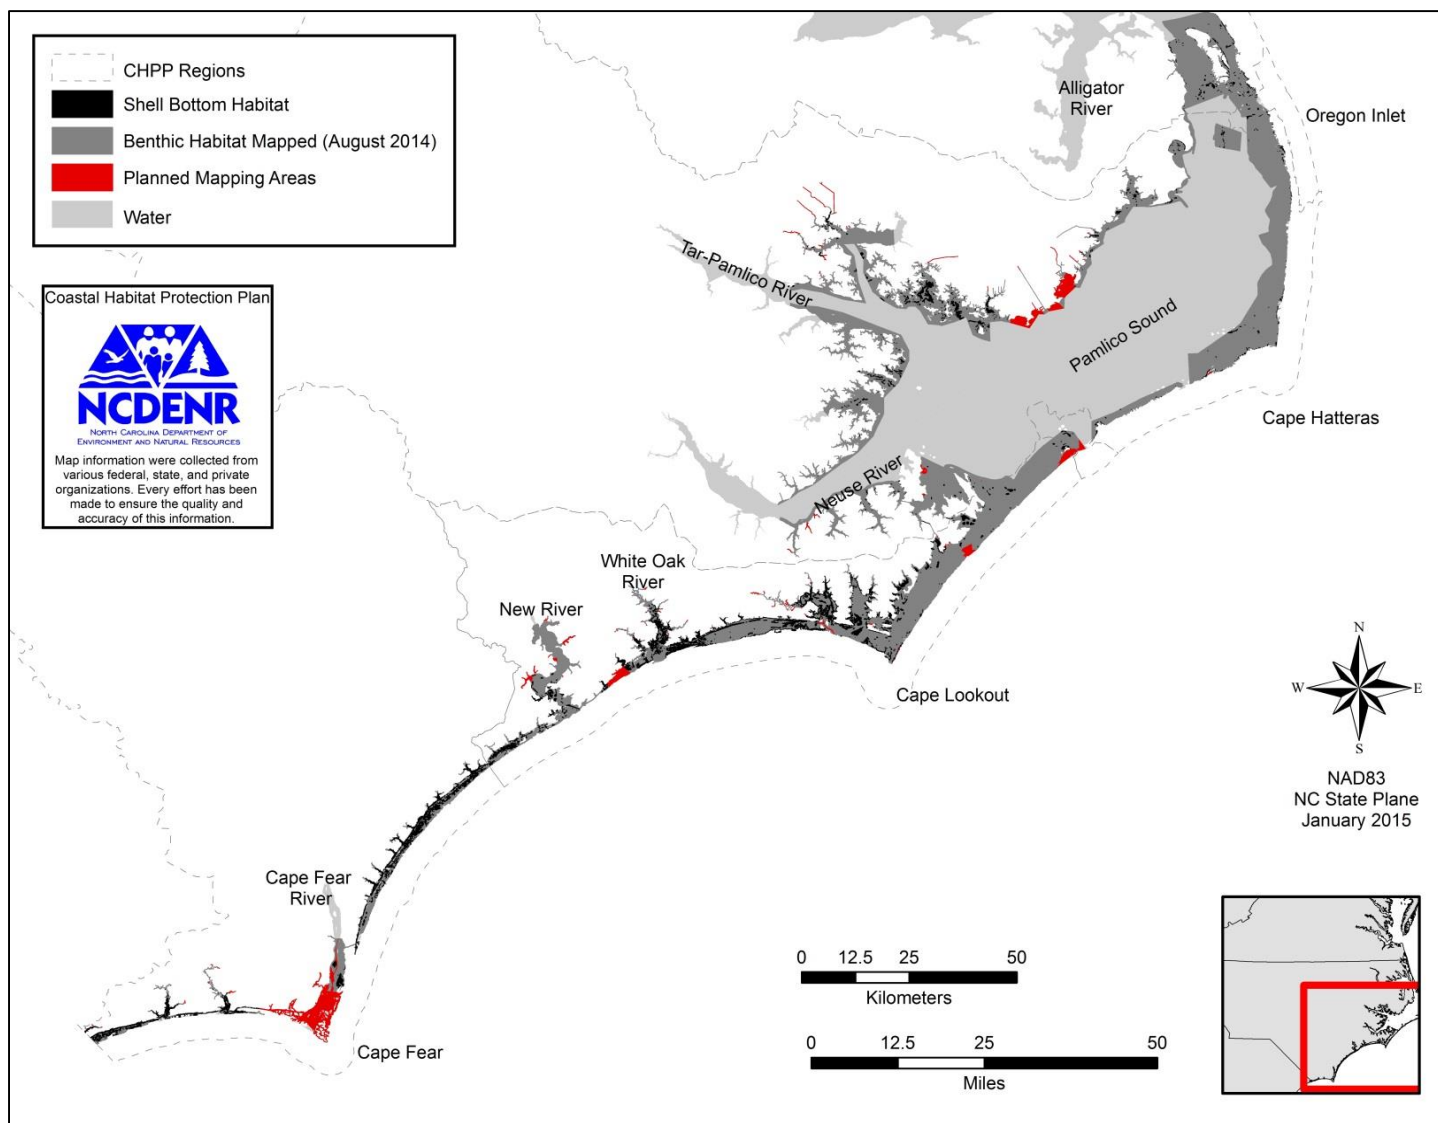 CHPP Regions
Shell Bottom Habitat
Benthic Habitat Mapped (August 2014)
Planned Mapping Areas
Water
Coastal Habitat Protection Plan
NCDENR
NORTH CAROLINA DEPARTMENT OF
ENVIRONMENT AND NATURAL RESOURCES
Map information were collected from
various federal, state, and private
organizations. Every effort has been
made to ensure the quality and
accuracy of this information.
Alligator
River
Oregon Inlet
Tar-Pamlico River
Pamlico Sound
Cape Hatteras
Neuse River
White Oak
River
New River
Cape Lookout
N
W
E
S
NAD83
NC State Plane
January 2015
Cape Fear
River
Cape Fear
0 12.5 25 50
Kilometers
0 12.5 25 50
Miles